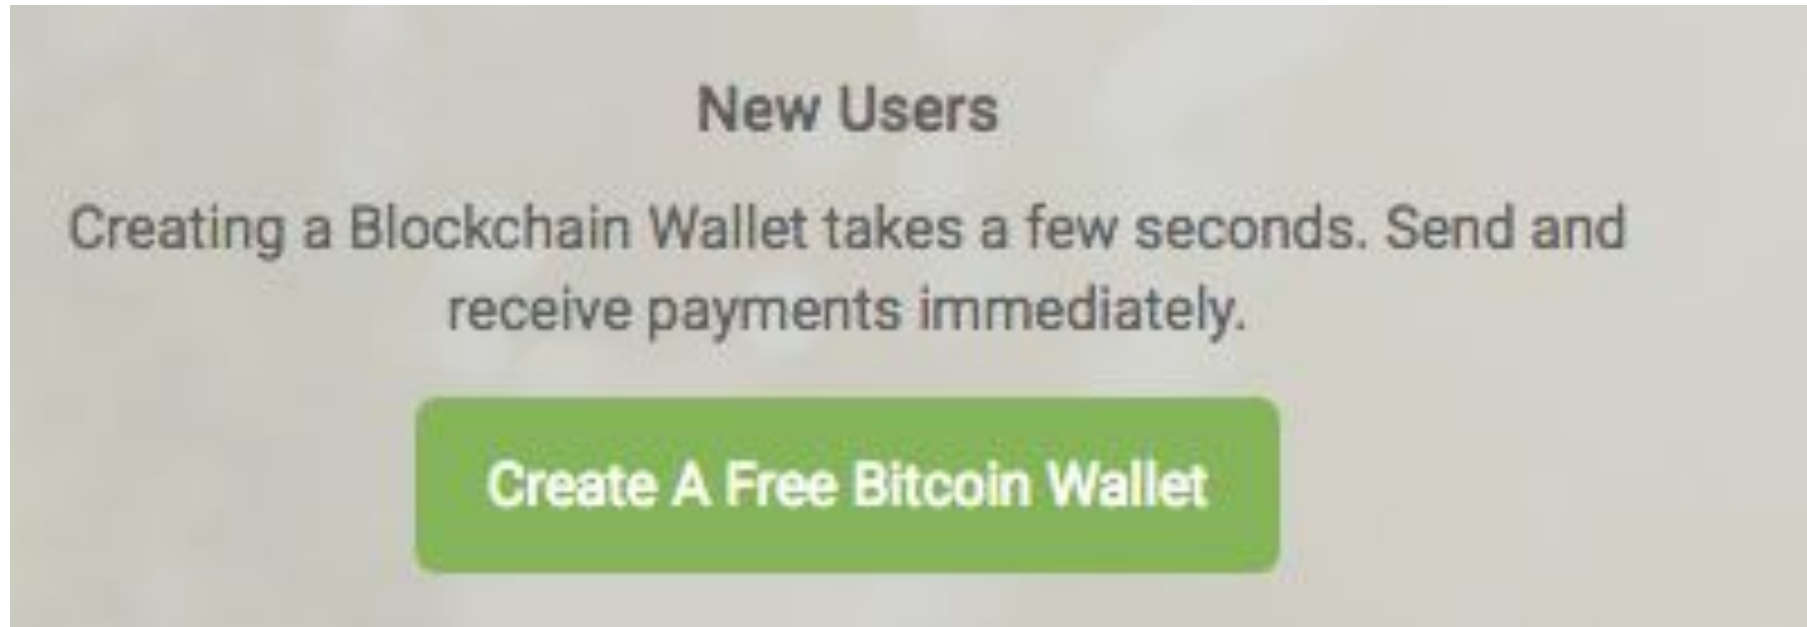 New Users
Creating a Blockchain Wallet takes a few seconds. Send and
receive payments immediately.
Create A Free Bitcoin Wallet